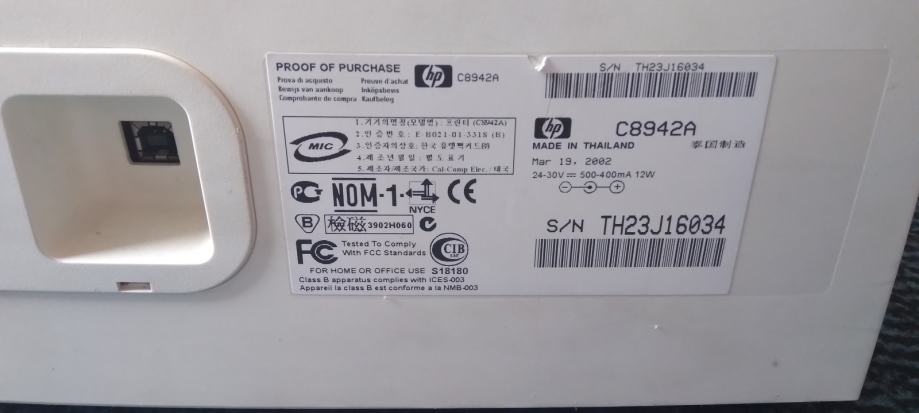 PROOF OF PURCHASE
Prova di acquisto Preuve d'achat
Bewijs van aankoop Inköpsbevis
Comprobante de compra Kaufbeleg
hp C8942A
S/N TH23J16034
1.기기의명칭(모델명): 프린터 (C8942A)
2.인증번호: E-B021-01-3318 (B)
3.인증자의상호: 한국휴렛팩커드㈜
4.제조년월일: 별도표기
5.제조자/제조국가: Cal-Comp Elec. / 태국
MIC
hp C8942A
MADE IN THAILAND 泰国制造
Mar 19, 2002
24-30V 500-400mA 12W
PG NOM-1- NYCE CE
B 檢磁 3902H060
S/N TH23J16034
FC Tested To Comply
With FCC Standards
CIB
FOR HOME OR OFFICE USE S18180
Class B apparatus complies with ICES-003
Appareil la class B est conforme a la NMB-003